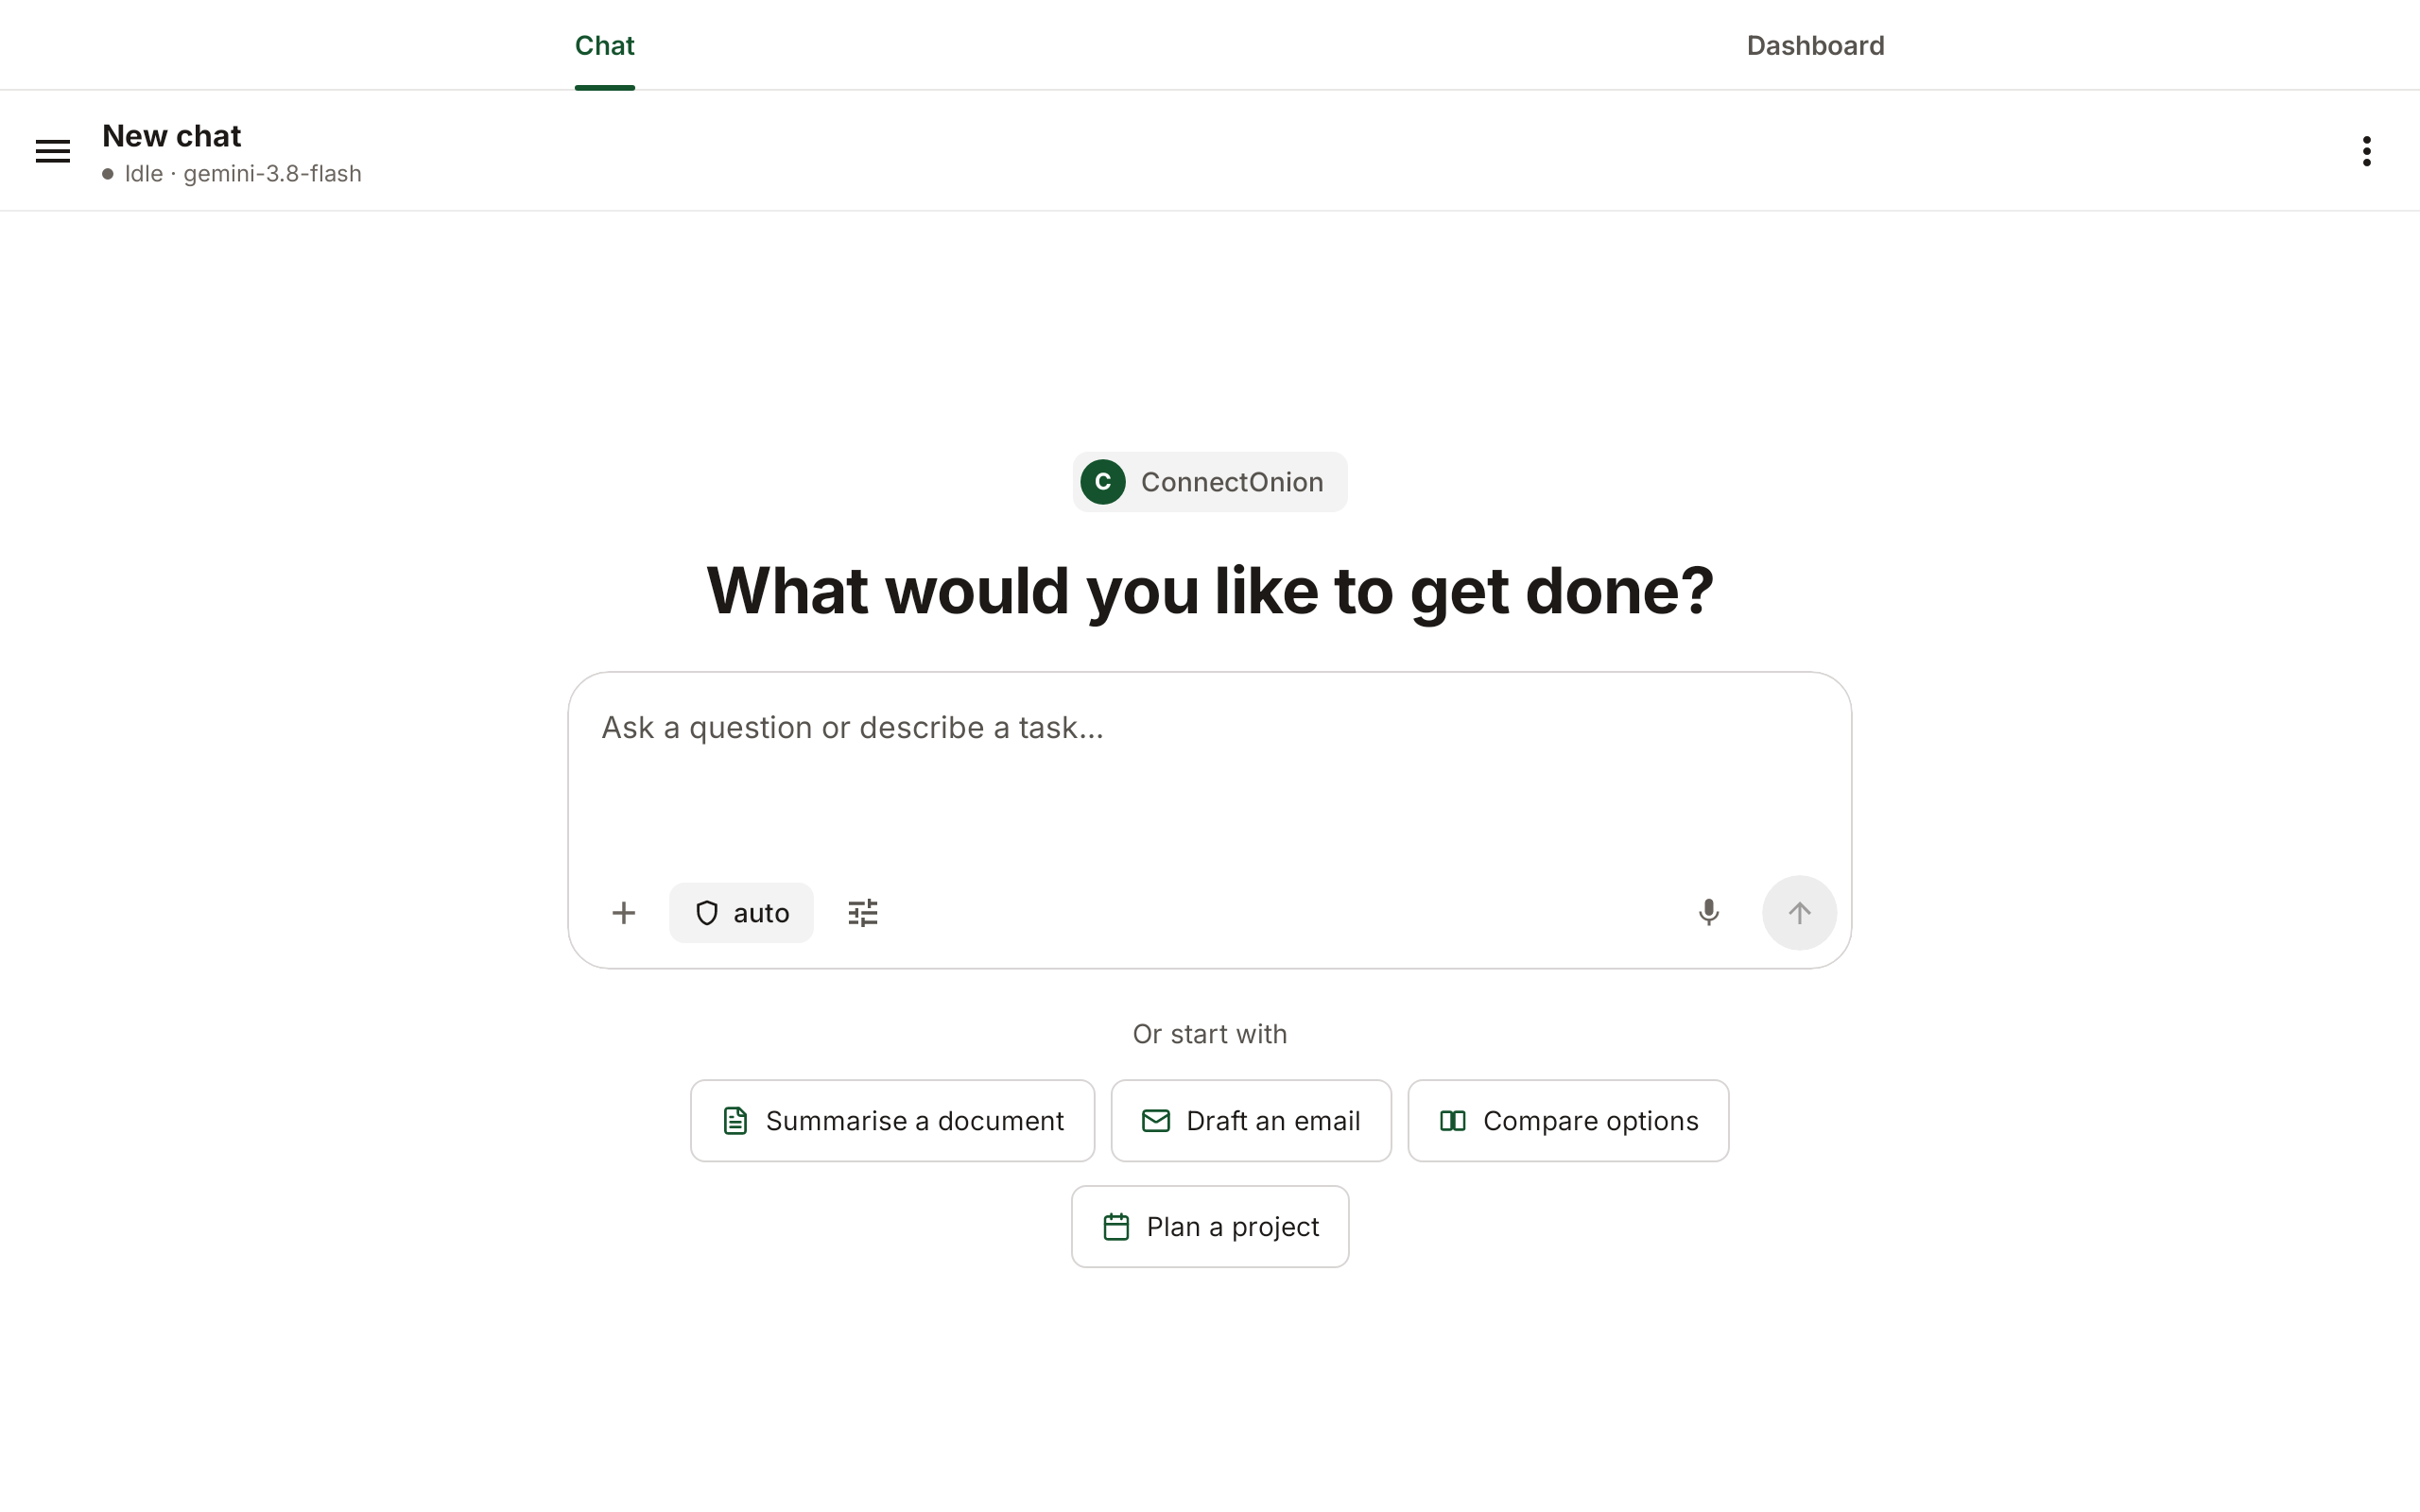 Chat
Dashboard
New chat
Idle · gemini-3.8-flash
C ConnectOnion
What would you like to get done?
Ask a question or describe a task...
auto
Or start with
Summarise a document
Draft an email
Compare options
Plan a project